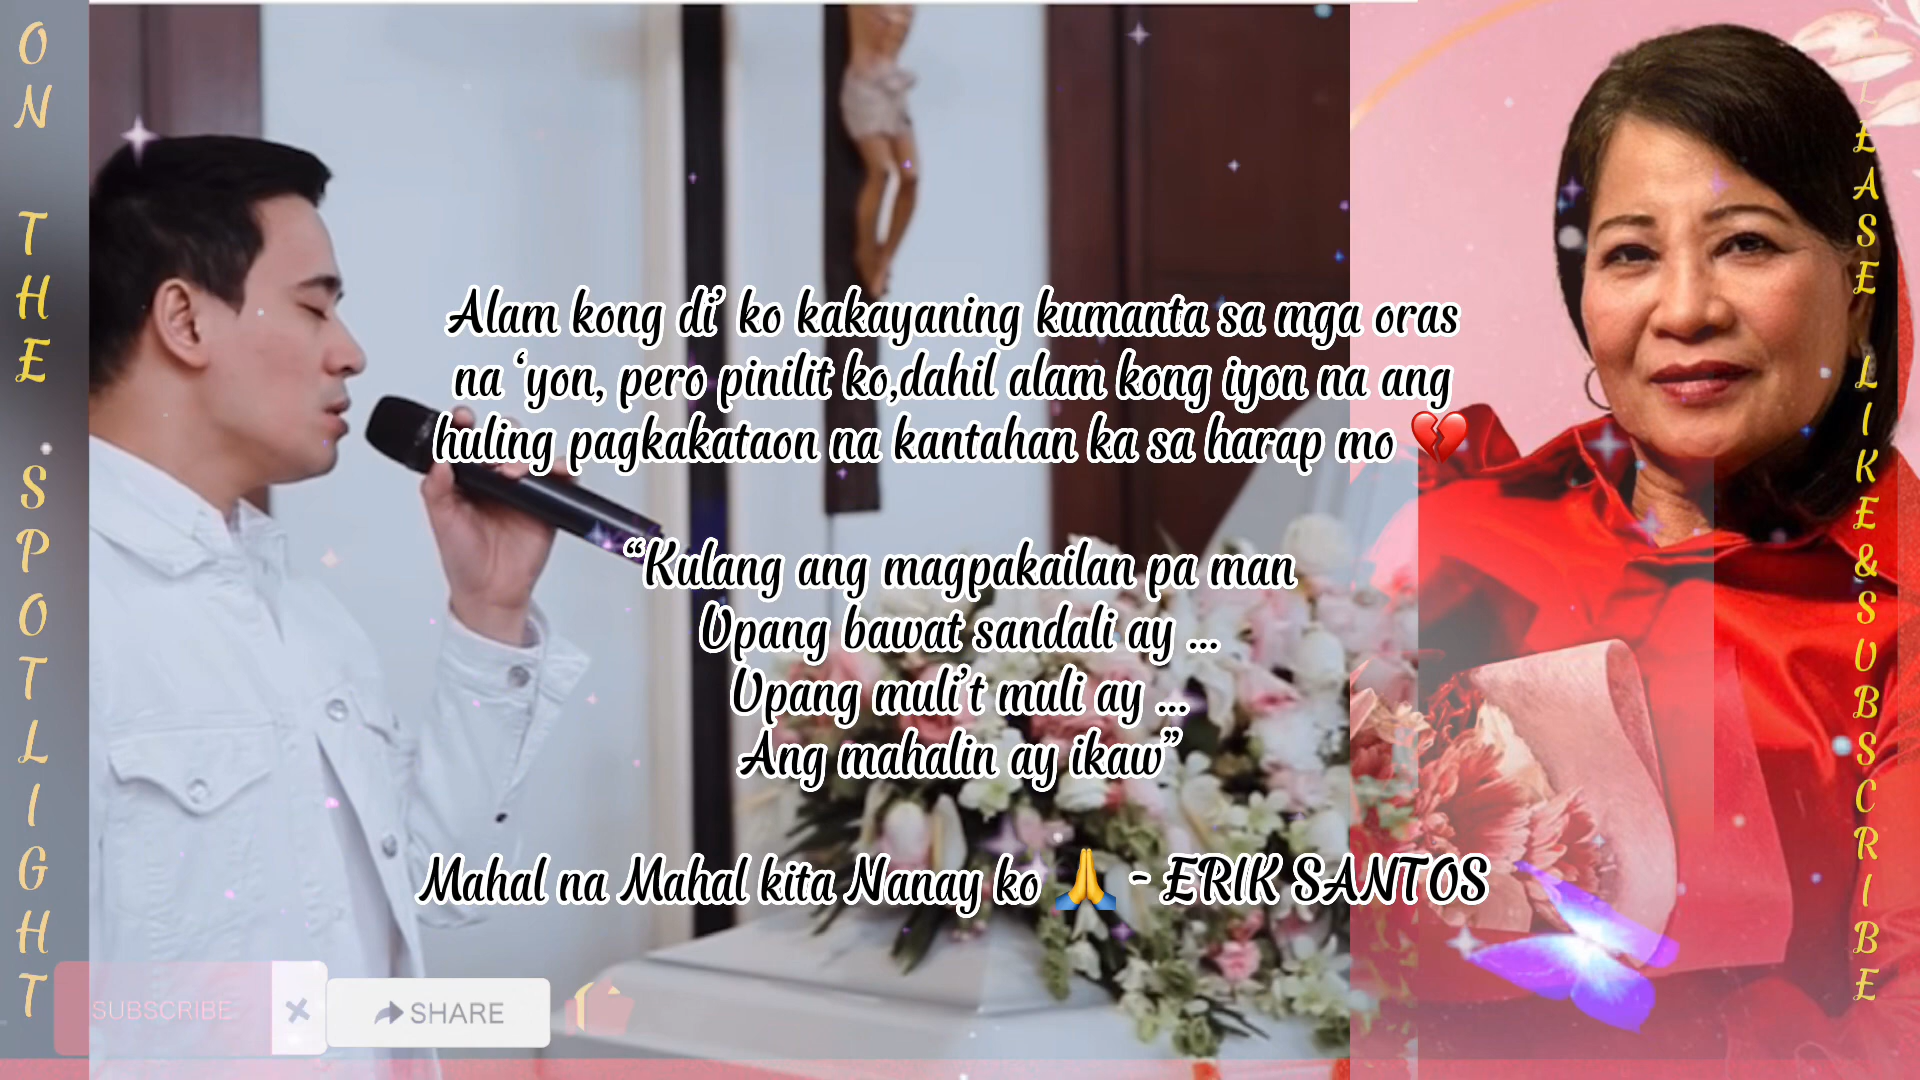 ON THE SPOTLIGHT
Alam kong di’ ko kakayaning kumanta sa mga oras
na ‘yon, pero pinilit ko,dahil alam kong iyon na ang
huling pagkakataon na kantahan ka sa harap mo 💔
“Kulang ang magpakailan pa man
Upang bawat sandali ay ...
Upang muli’t muli ay ...
Ang mahalin ay ikaw”
Mahal na Mahal kita Nanay ko 🙏 - ERIK SANTOS
PLEASE LIKE&SUBSCRIBE
SUBSCRIBE
SHARE